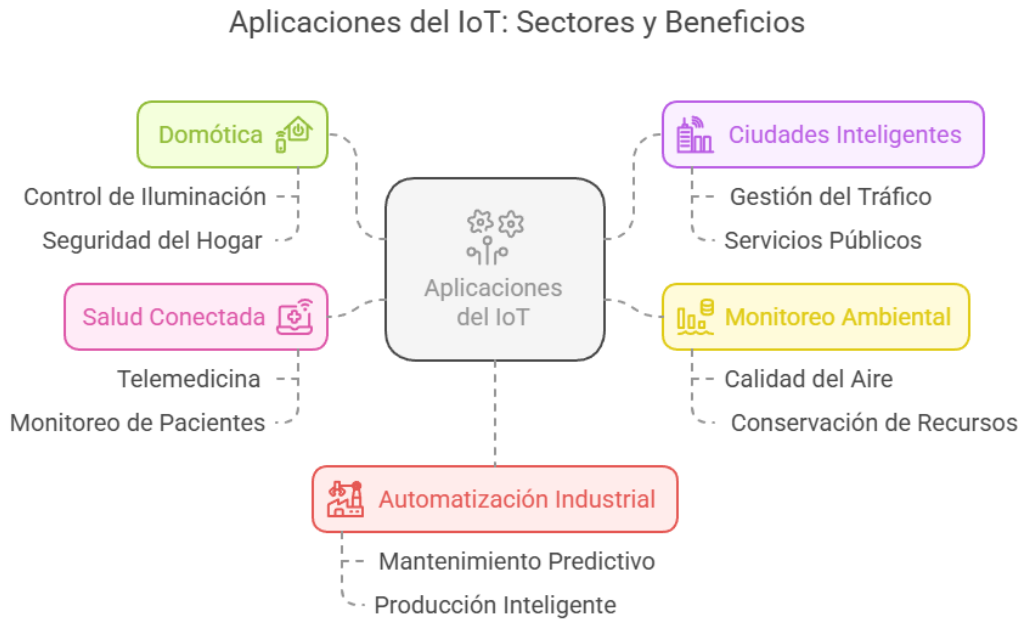 Aplicaciones del IoT: Sectores y Beneficios
Domótica
Control de Iluminación
Seguridad del Hogar
Salud Conectada
Telemedicina
Monitoreo de Pacientes
Aplicaciones
del IoT
Ciudades Inteligentes
Gestión del Tráfico
Servicios Públicos
Monitoreo Ambiental
Calidad del Aire
Conservación de Recursos
Automatización Industrial
Mantenimiento Predictivo
Producción Inteligente